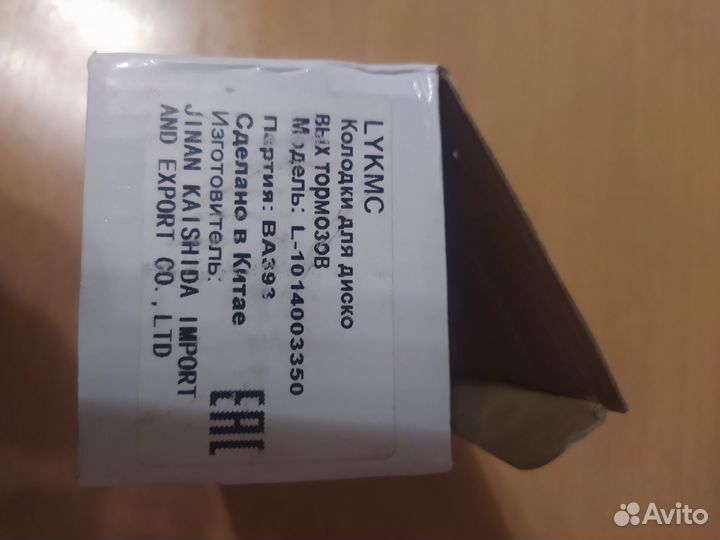 LYKMC
Колодки для диско
вых тормозов
Модель: L-1014003350
Партия: BA393
Сделано в Китае
Изготовитель:
JINAN KAISHIDA IMPORT
AND EXPORT CO.,LTD
EAC
Avito